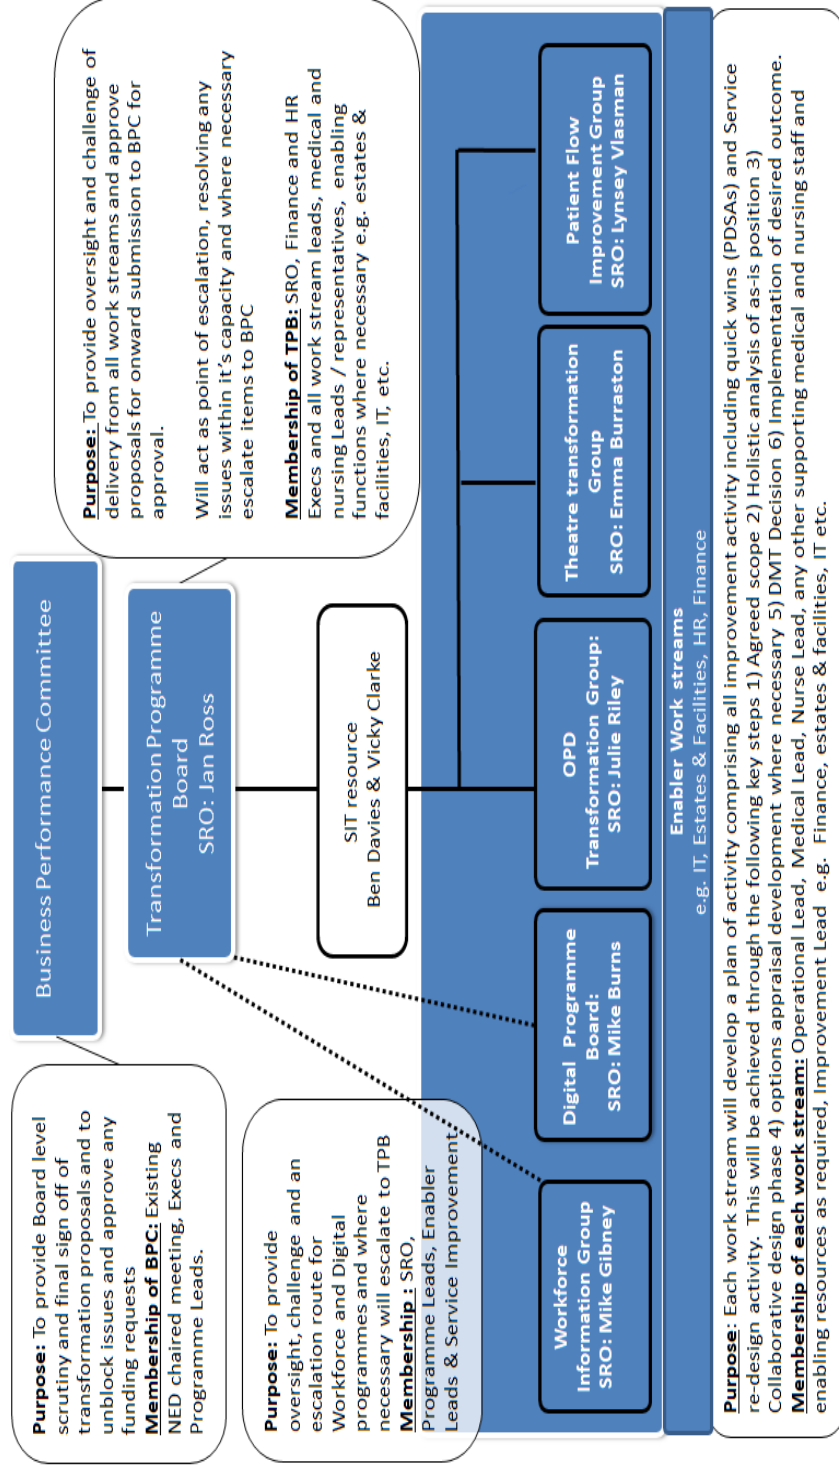 Business Performance Committee
Purpose: To provide Board level
scrutiny and final sign off of
transformation proposals and to
unblock issues and approve any
funding requests
Membership of BPC: Existing
NED chaired meeting, Execs and
Programme Leads.
Transformation Programme
Board
SRO: Jan Ross
Purpose: To provide oversight and challenge of
delivery from all work streams and approve
proposals for onward submission to BPC for
approval.
Will act as point of escalation, resolving any
issues within it's capacity and where necessary
escalate items to BPC
Membership of TPB: SRO, Finance and HR
Execs and all work stream leads, medical and
nursing Leads / representatives, enabling
functions where necessary e.g. estates &
facilities, IT, etc.
Purpose: To provide
oversight, challenge and an
escalation route for
Workforce and Digital
programmes and where
necessary will escalate to TPB
Membership : SRO,
Programme Leads, Enabler
Leads & Service Improvement
SIT resource
Ben Davies & Vicky Clarke
Workforce
Information Group
SRO: Mike Gibney
Digital Programme
Board:
SRO: Mike Burns
OPD
Transformation Group:
SRO: Julie Riley
Theatre transformation
Group
SRO: Emma Burraston
Patient Flow
Improvement Group
SRO: Lynsey Vlasman
Enabler Work streams
e.g. IT, Estates & Facilities, HR, Finance
Purpose: Each work stream will develop a plan of activity comprising all improvement activity including quick wins (PDSAs) and Service
re-design activity. This will be achieved through the following key steps 1) Agreed scope 2) Holistic analysis of as-is position 3)
Collaborative design phase 4) options appraisal development where necessary 5) DMT Decision 6) Implementation of desired outcome.
Membership of each work stream: Operational Lead, Medical Lead, Nurse Lead, any other supporting medical and nursing staff and
enabling resources as required, Improvement Lead e.g. Finance, estates & facilities, IT etc.